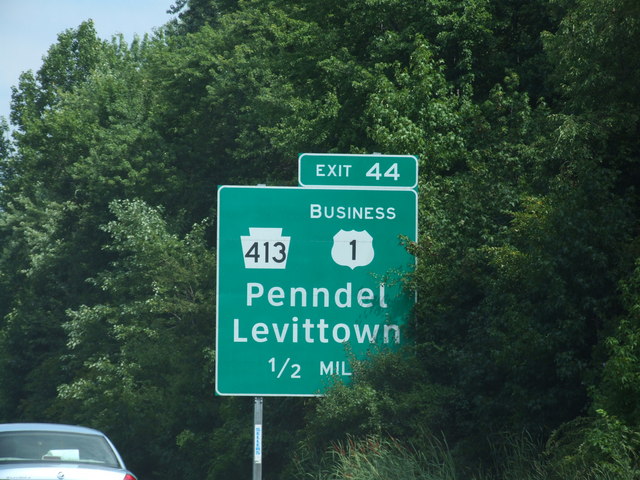 EXIT 44
BUSINESS
413 1
Penndel
Levittown
1/2 MIL